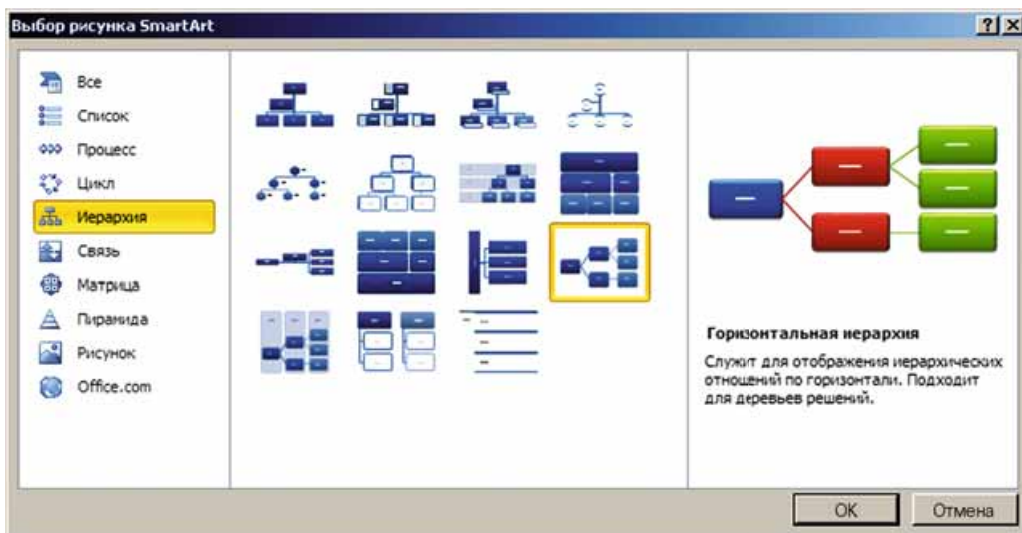 Выбор рисунка SmartArt
Все
Список
Процесс
Цикл
Иерархия
Связь
Матрица
Пирамида
Рисунок
Office.com
Горизонтальная иерархия
Служит для отображения иерархических
отношений по горизонтали. Подходит
для деревьев решений.
ОК
Отмена